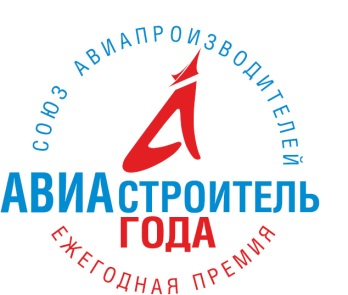 СОЮЗ АВИАПРОИЗВОДИТЕЛЕЙ
АВИАСТРОИТЕЛЬ
ГОДА
ЕЖЕГОДНАЯ ПРЕМИЯ